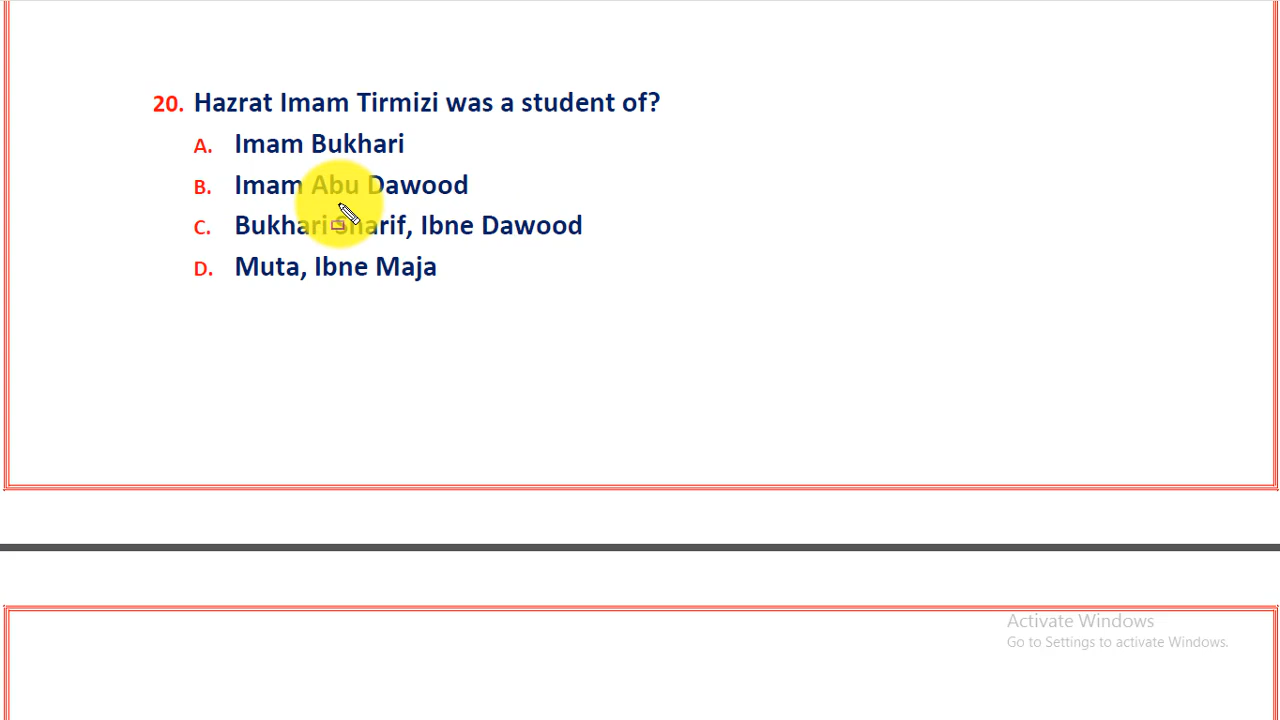 20. Hazrat Imam Tirmizi was a student of?
A. Imam Bukhari
B. Imam Abu Dawood
C. Bukhari Sharif, Ibne Dawood
D. Muta, Ibne Maja
Activate Windows
Go to Settings to activate Windows.